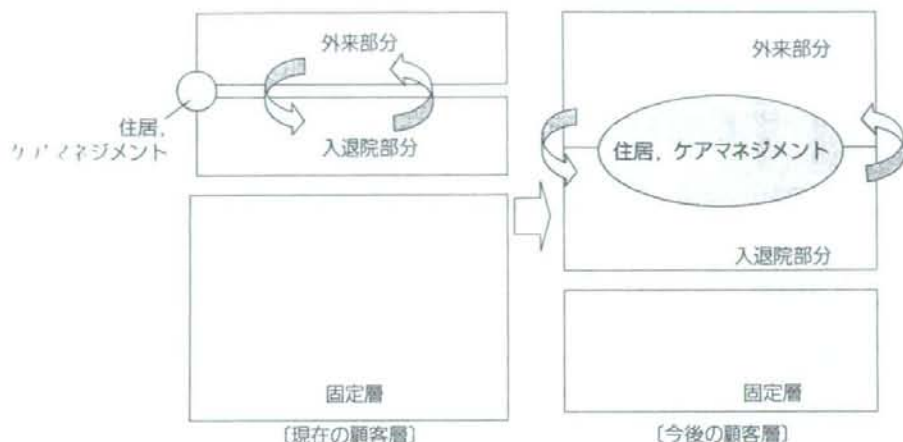 外来部分
住居,
ケアマネジメント
入退院部分
固定層
〔現在の顧客層〕
外来部分
住居, ケアマネジメント
入退院部分
固定層
〔今後の顧客層〕